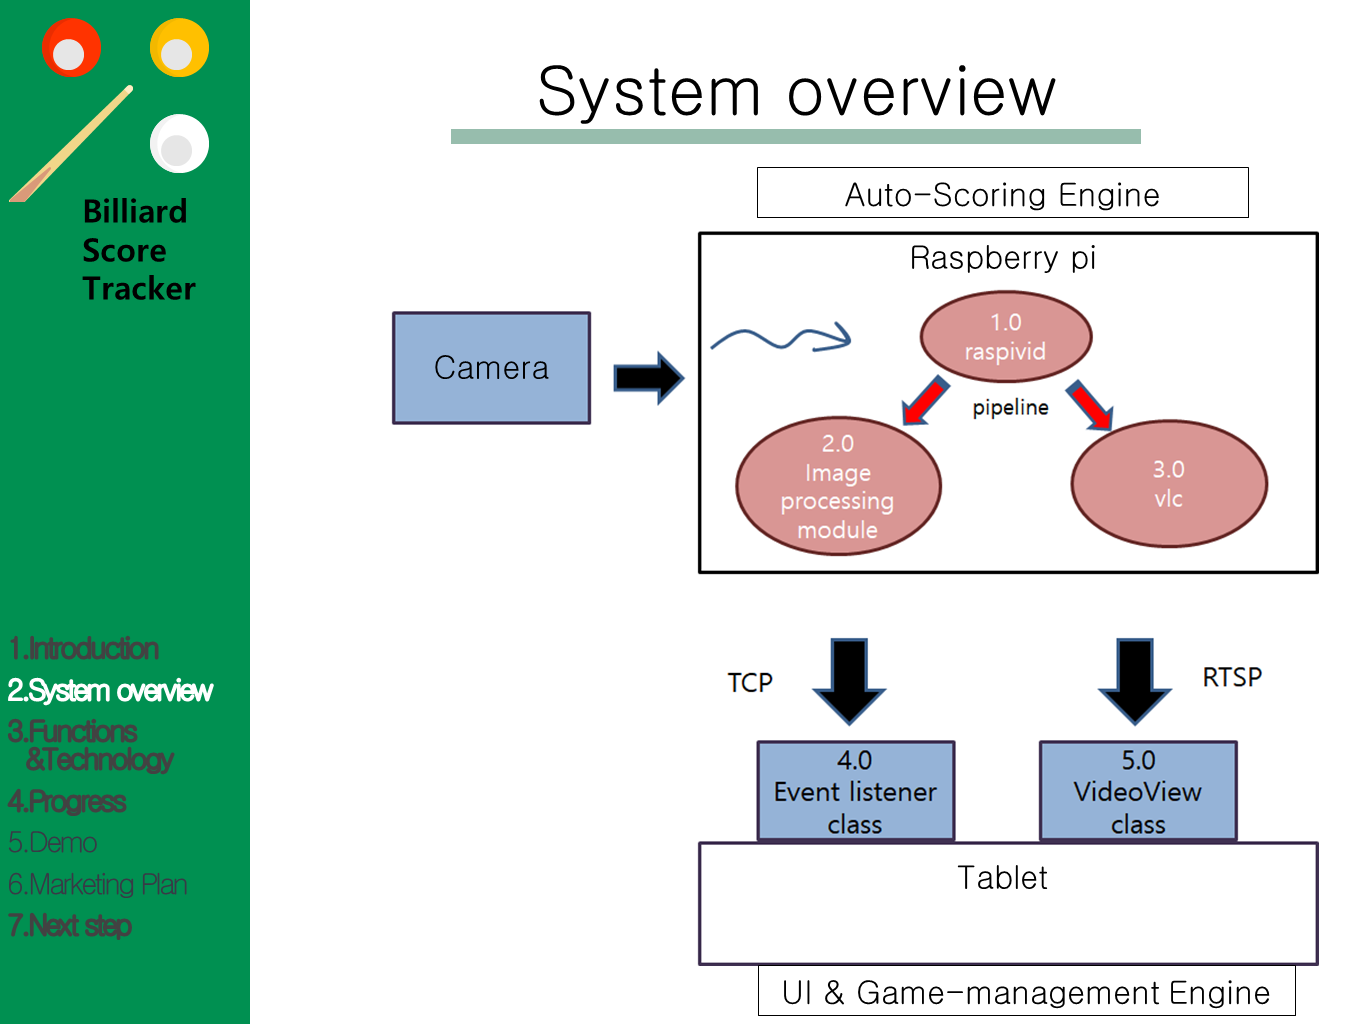 Billiard
Score
Tracker
1.Introduction
2.System overview
3.Functions
&Technology
4.Progress
5.Demo
6.Marketing Plan
7.Next step
System overview
Auto-Scoring Engine
Raspberry pi
Camera
1.0
raspivid
pipeline
2.0
Image
processing
module
3.0
vlc
TCP
RTSP
4.0
Event listener
class
5.0
VideoView
class
Tablet
UI & Game-management Engine